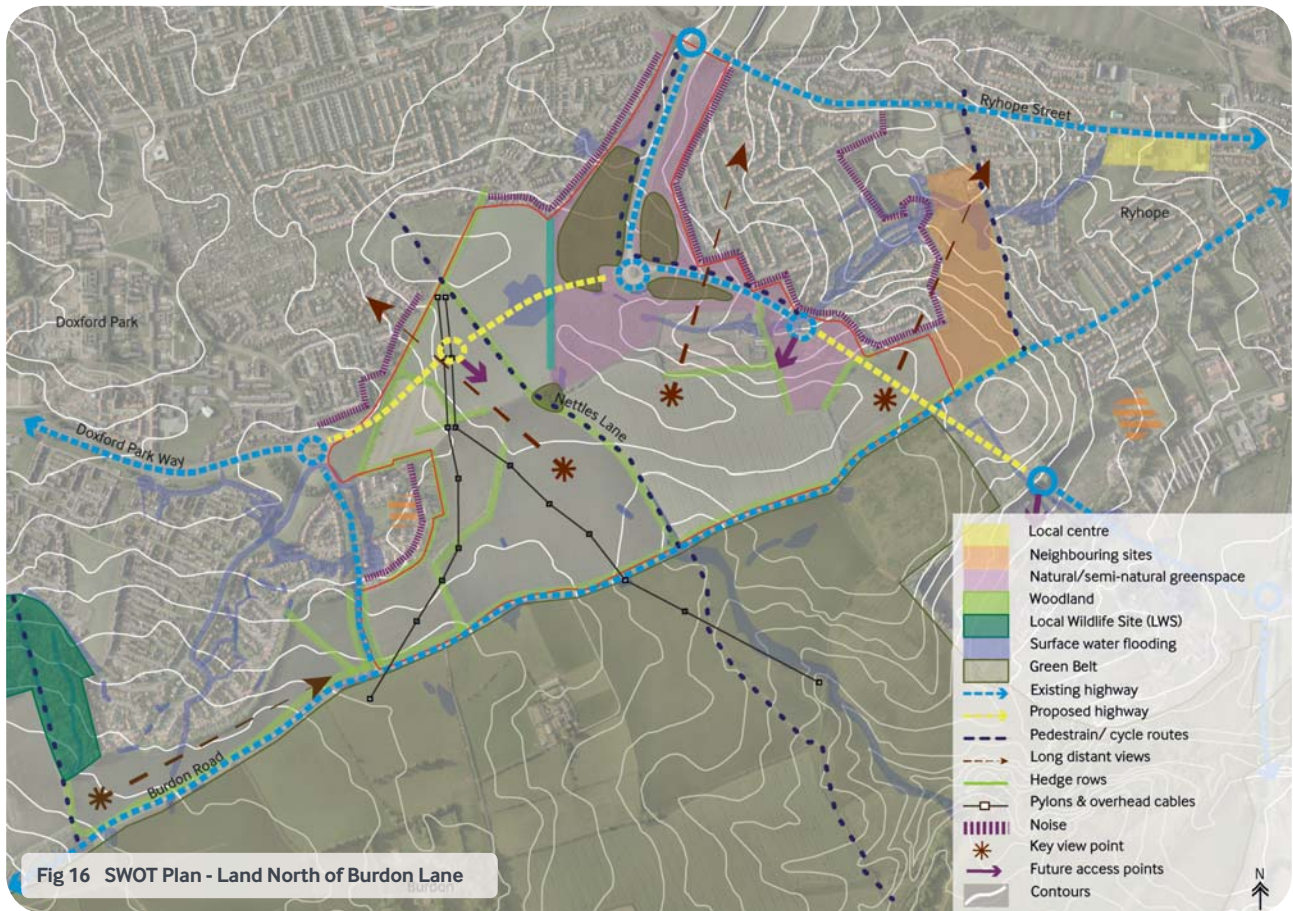 Ryhope Street
Ryhope
Doxford Park
Nettles Lane
Doxford Park Way
Burdon Road
Burdon
Local centre
Neighbouring sites
Natural/semi-natural greenspace
Woodland
Local Wildlife Site (LWS)
Surface water flooding
Green Belt
Existing highway
Proposed highway
Pedestrain/ cycle routes
Long distant views
Hedge rows
Pylons & overhead cables
Noise
Key view point
Future access points
Contours
N
Fig 16 SWOT Plan - Land North of Burdon Lane